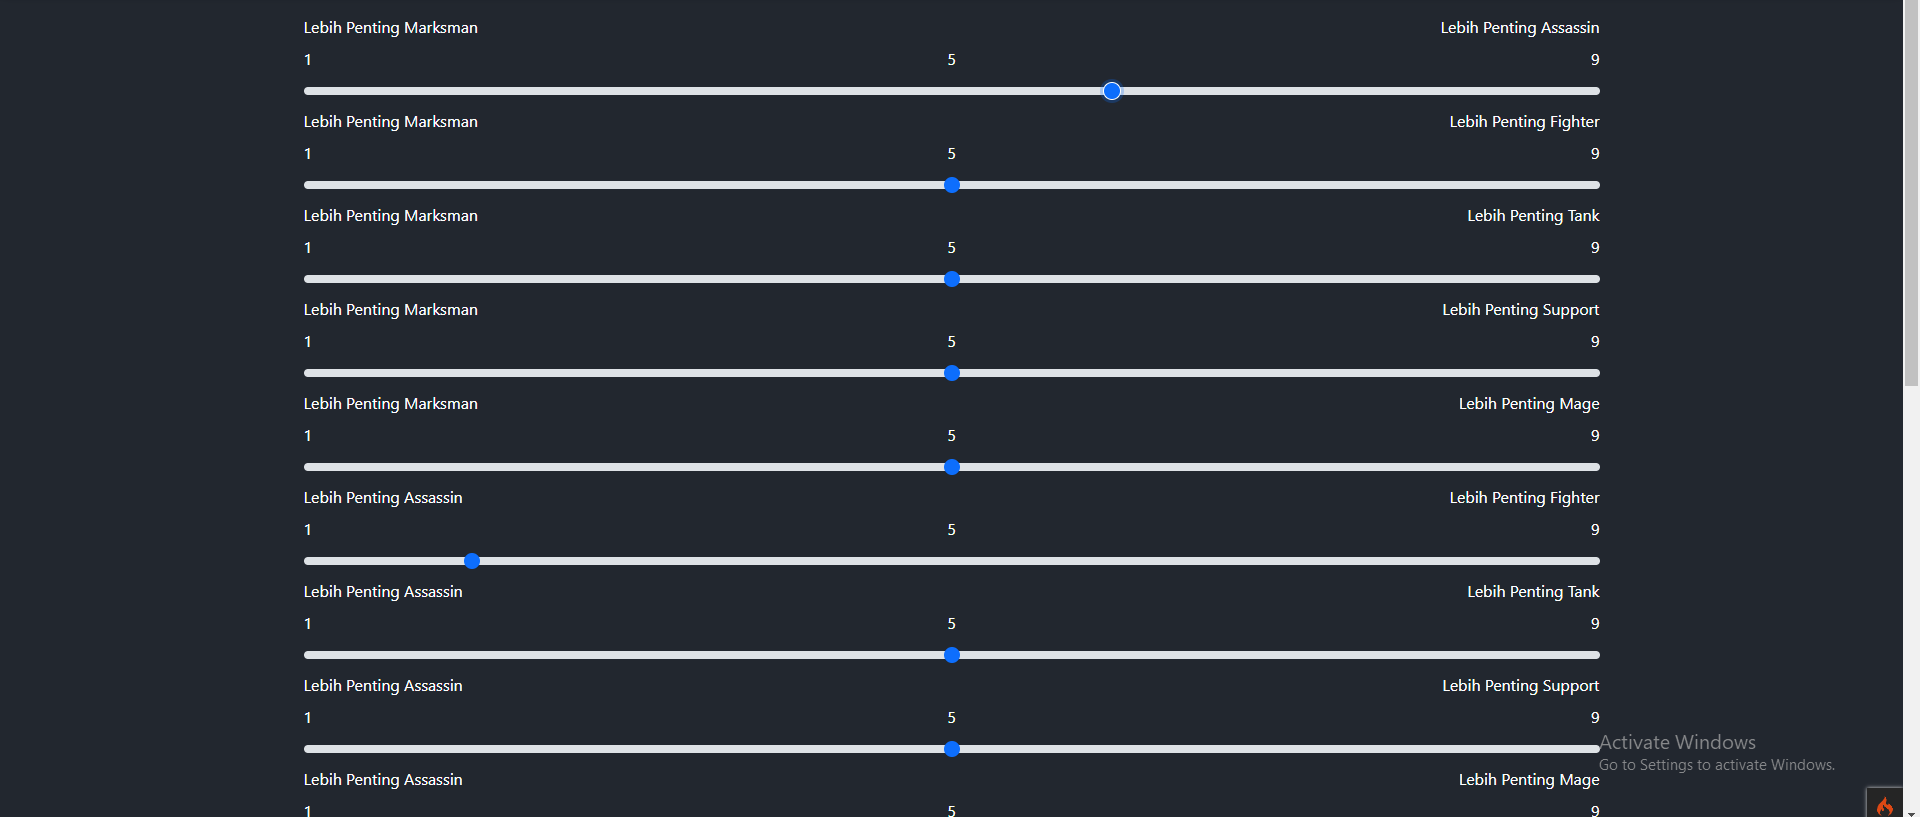 Lebih Penting Marksman Lebih Penting Assassin
1 5 9
Lebih Penting Marksman Lebih Penting Fighter
1 5 9
Lebih Penting Marksman Lebih Penting Tank
1 5 9
Lebih Penting Marksman Lebih Penting Support
1 5 9
Lebih Penting Marksman Lebih Penting Mage
1 5 9
Lebih Penting Assassin Lebih Penting Fighter
1 5 9
Lebih Penting Assassin Lebih Penting Tank
1 5 9
Lebih Penting Assassin Lebih Penting Support
1 5 9
Activate Windows
Go to Settings to activate Windows.
Lebih Penting Assassin Lebih Penting Mage
1 5 9